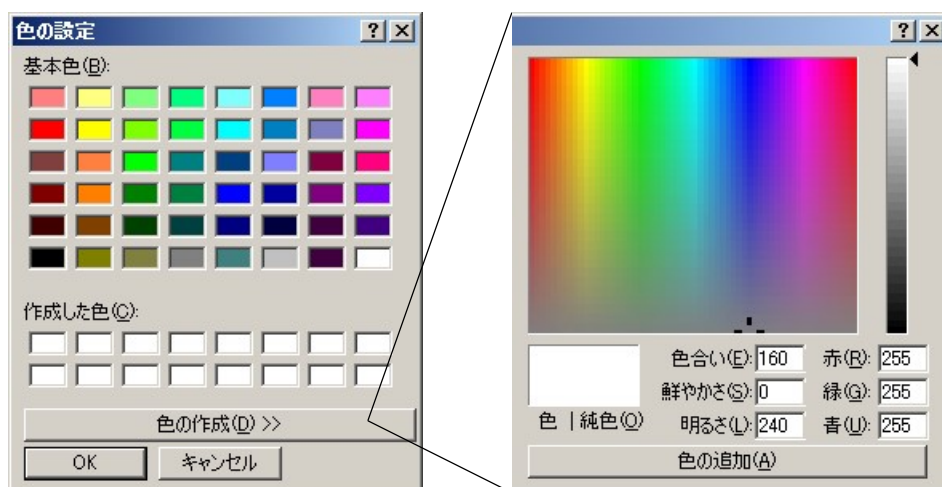 色の設定
基本色(B):
作成した色(C):
色の作成(D) >>
OK キャンセル
色合い(E): 160 赤(R): 255
鮮やかさ(S): 0 緑(G): 255
色 | 純色(O) 明るさ(L): 240 青(U): 255
色の追加(A)